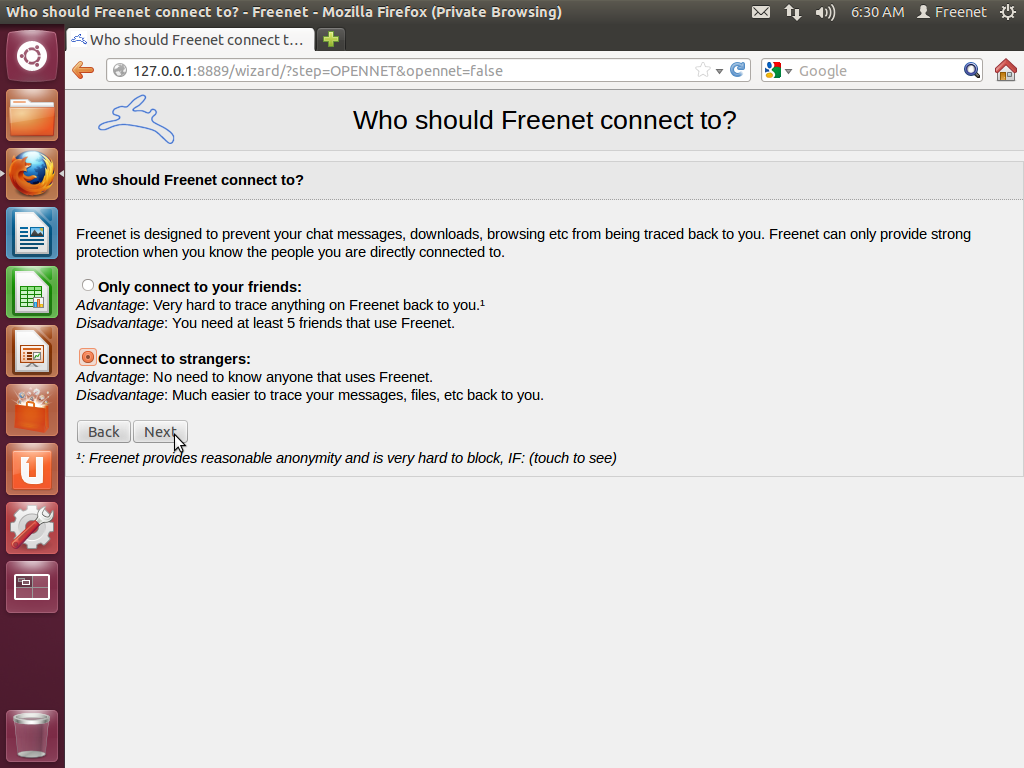 Who should Freenet connect to? - Freenet - Mozilla Firefox (Private Browsing)
6:30 AM
Freenet
Who should Freenet connect t...
127.0.0.1:8889/wizard/?step=OPENNET&opennet=false
Google
Who should Freenet connect to?
Who should Freenet connect to?
Freenet is designed to prevent your chat messages, downloads, browsing etc from being traced back to you. Freenet can only provide strong
protection when you know the people you are directly connected to.
Only connect to your friends:
Advantage: Very hard to trace anything on Freenet back to you.¹
Disadvantage: You need at least 5 friends that use Freenet.
Connect to strangers:
Advantage: No need to know anyone that uses Freenet.
Disadvantage: Much easier to trace your messages, files, etc back to you.
Back
Next
¹: Freenet provides reasonable anonymity and is very hard to block, IF: (touch to see)